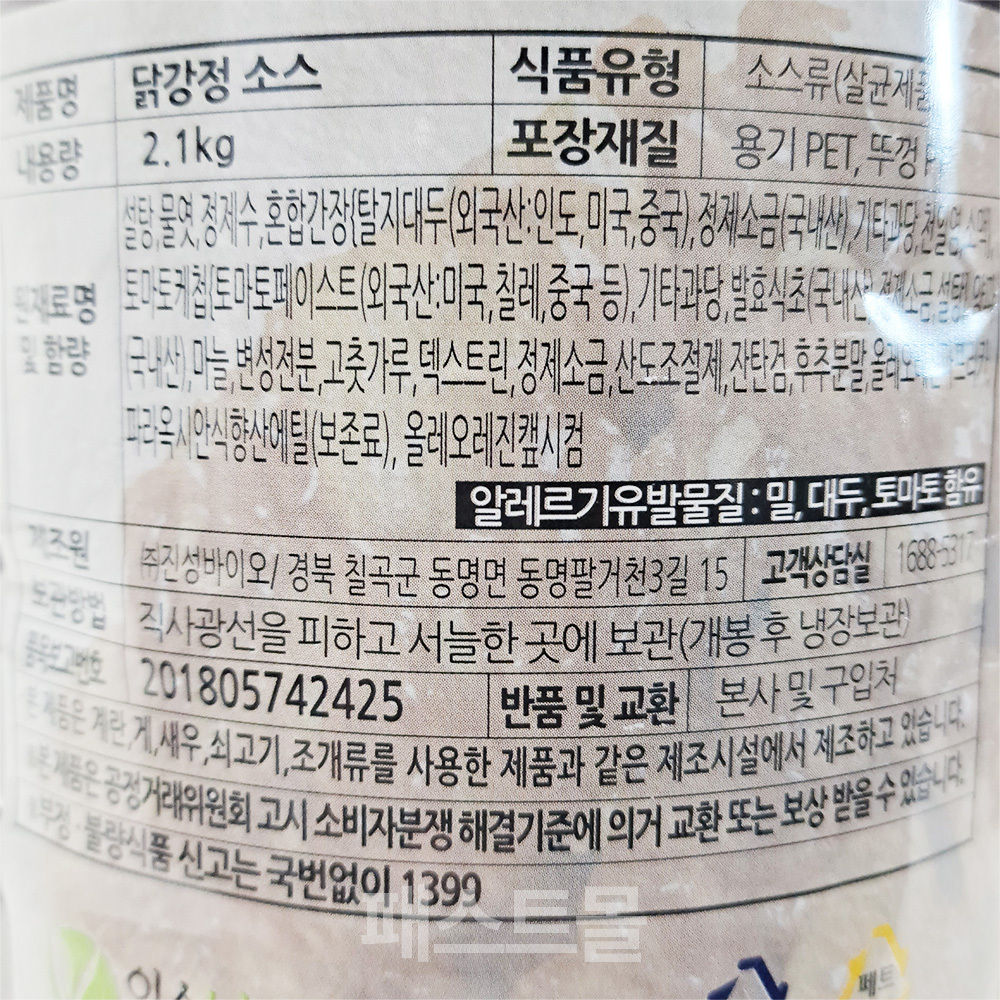 제품명 닭강정 소스 식품유형 소스류(살균제품
내용량 2.1kg 포장재질 용기 PET, 뚜껑
원재료명 및 함량
설탕,물엿,정제수,혼합간장{탈지대두(외국산:인도,미국,중국),정제소금(국내산),기타과당,천일염,소맥,
토마토케첩[토마토페이스트(외국산:미국,칠레,중국 등),기타과당,발효식초(국내산),정제소금,설탕],
(국내산),마늘,변성전분,고춧가루,덱스트린,정제소금,산도조절제,잔탄검,후추분말,
파라옥시안식향산에틸(보존료), 올레오레진캪시컴
알레르기유발물질 : 밀, 대두, 토마토 함유
제조원 ㈜진성바이오/ 경북 칠곡군 동명면 동명팔거천3길 15 고객상담실 1688-5317
보관방법 직사광선을 피하고 서늘한 곳에 보관(개봉 후 냉장보관)
품목보고번호 201805742425 반품 및 교환 본사 및 구입처
본 제품은 계란,게,새우,쇠고기,조개류를 사용한 제품과 같은 제조시설에서 제조하고 있습니다.
※본 제품은 공정거래위원회 고시 소비자분쟁 해결기준에 의거 교환 또는 보상 받을 수 있습니다.
※부정·불량식품 신고는 국번없이 1399
패스트몰
페트